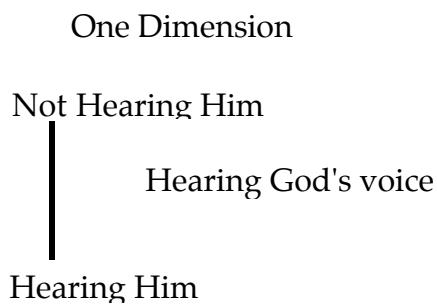 One Dimension
Not Hearing Him
Hearing God's voice
Hearing Him